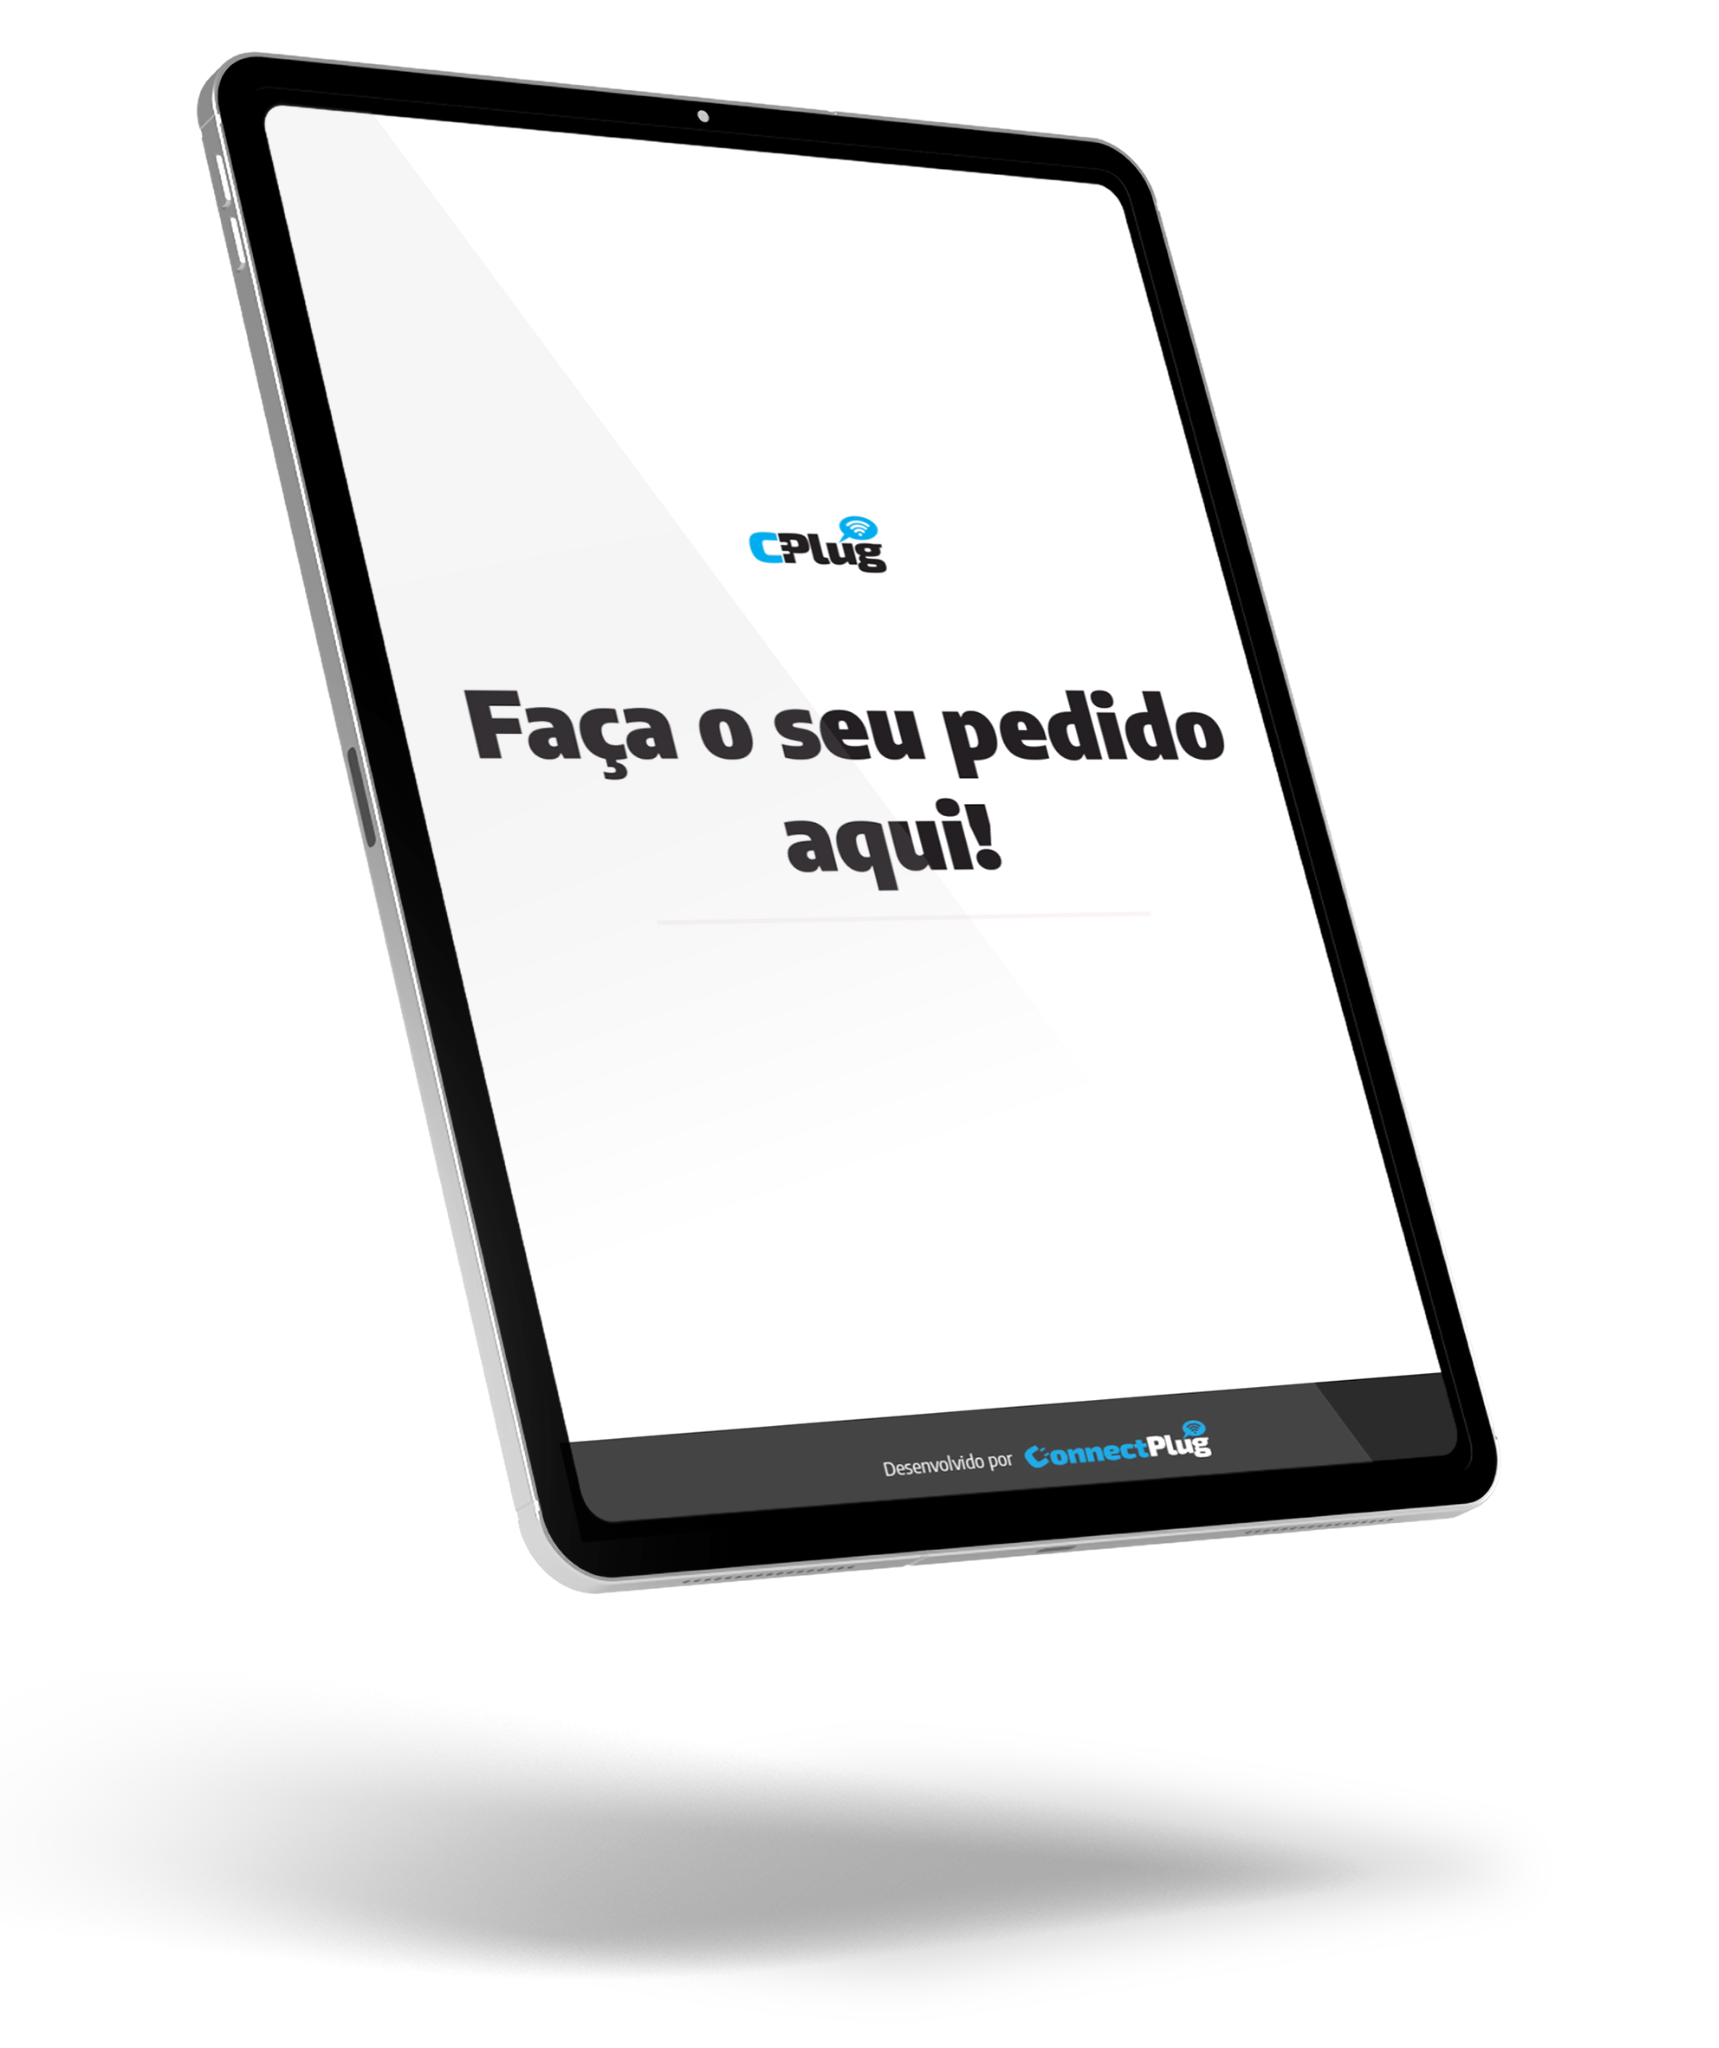 CPlug
Faça o seu pedido
aqui!
Desenvolvido por ConnectPlug